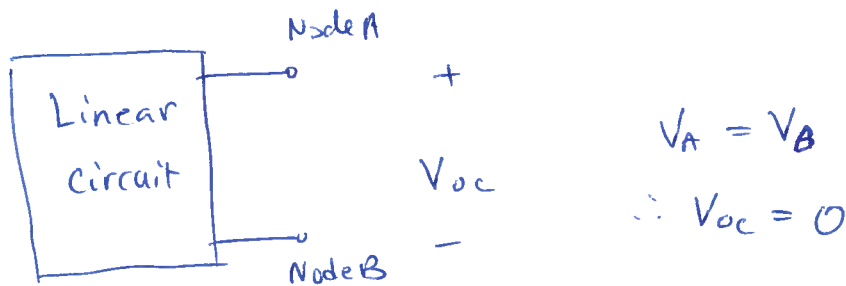 Node A
+
Linear
circuit
Voc
-
Node B
VA = VB
∴ Voc = 0